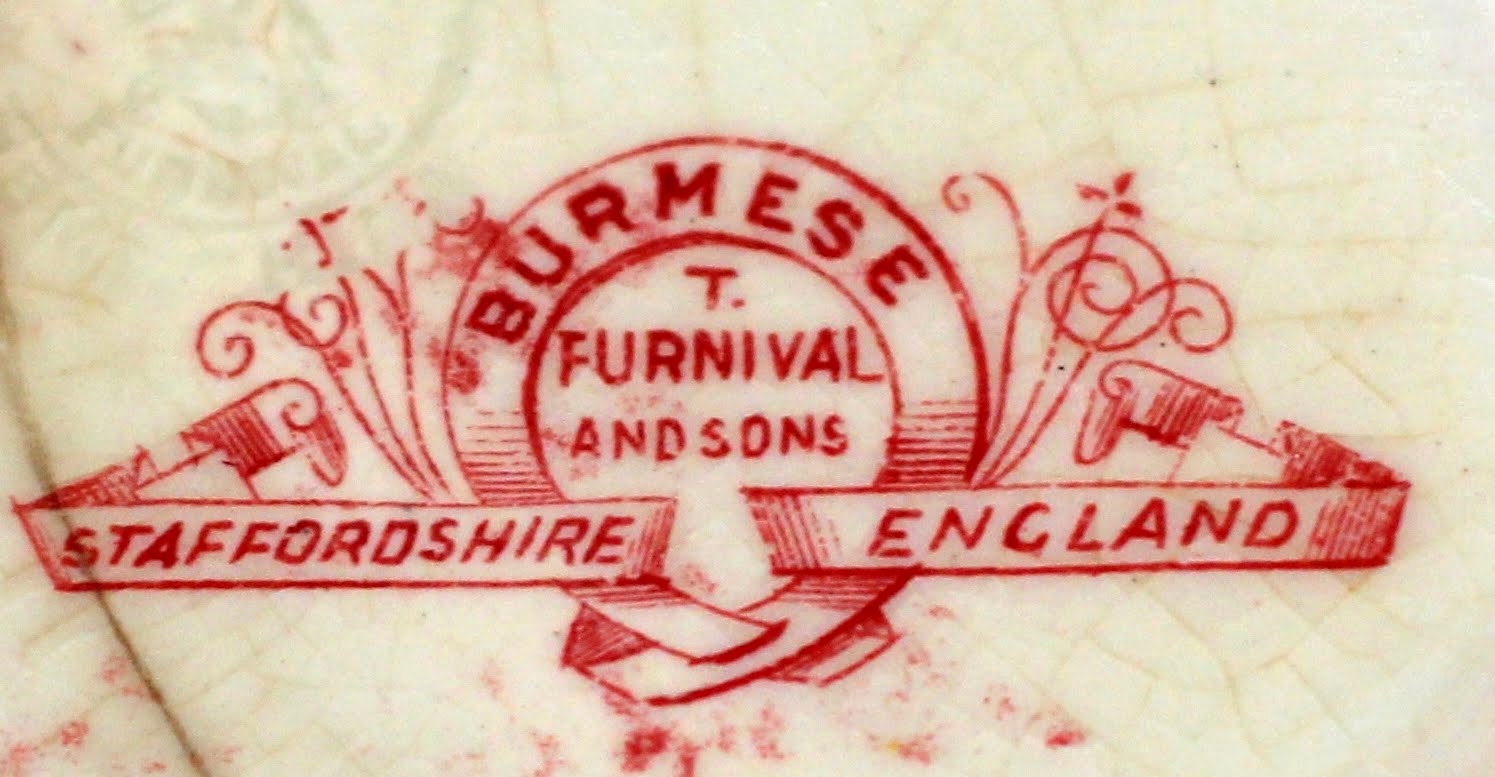 BURMESE
T.
FURNIVAL
AND SONS
STAFFORDSHIRE ENGLAND